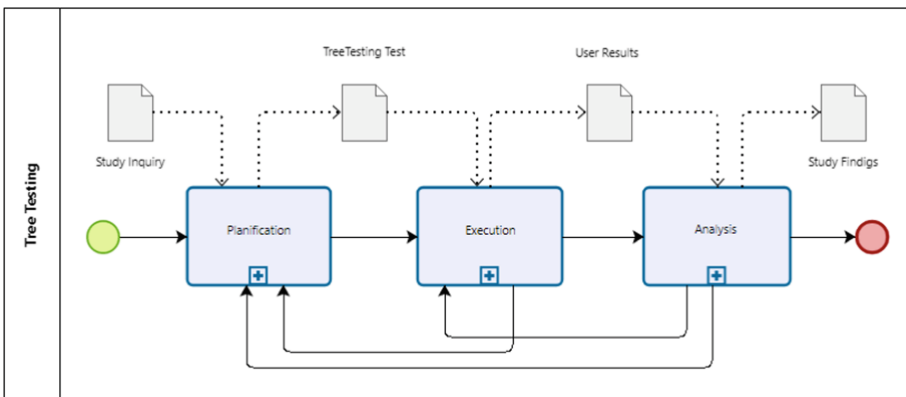 Tree Testing
TreeTesting Test
User Results
Study Inquiry
Study Findigs
Planification
Execution
Analysis